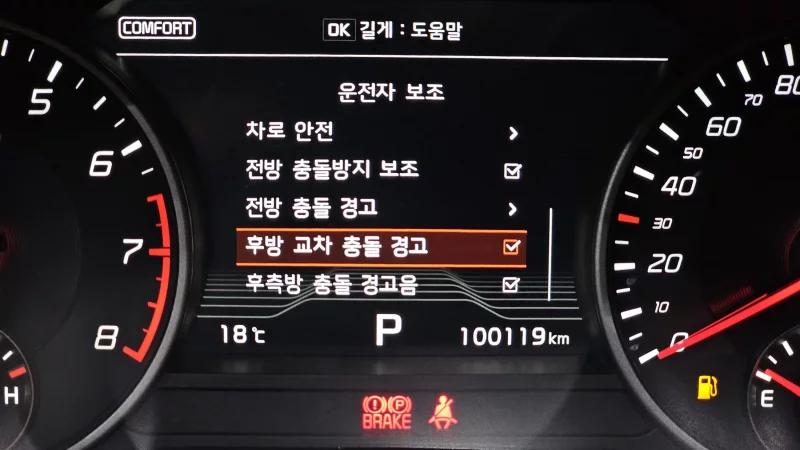 COMFORT
OK 길게 : 도움말
운전자 보조
차로 안전
전방 충돌방지 보조
전방 충돌 경고
후방 교차 충돌 경고
후측방 충돌 경고음
18℃
P
100119km
5
6
7
8
H
80
70
60
50
40
30
20
10
0
E
(!) (P)
BRAKE